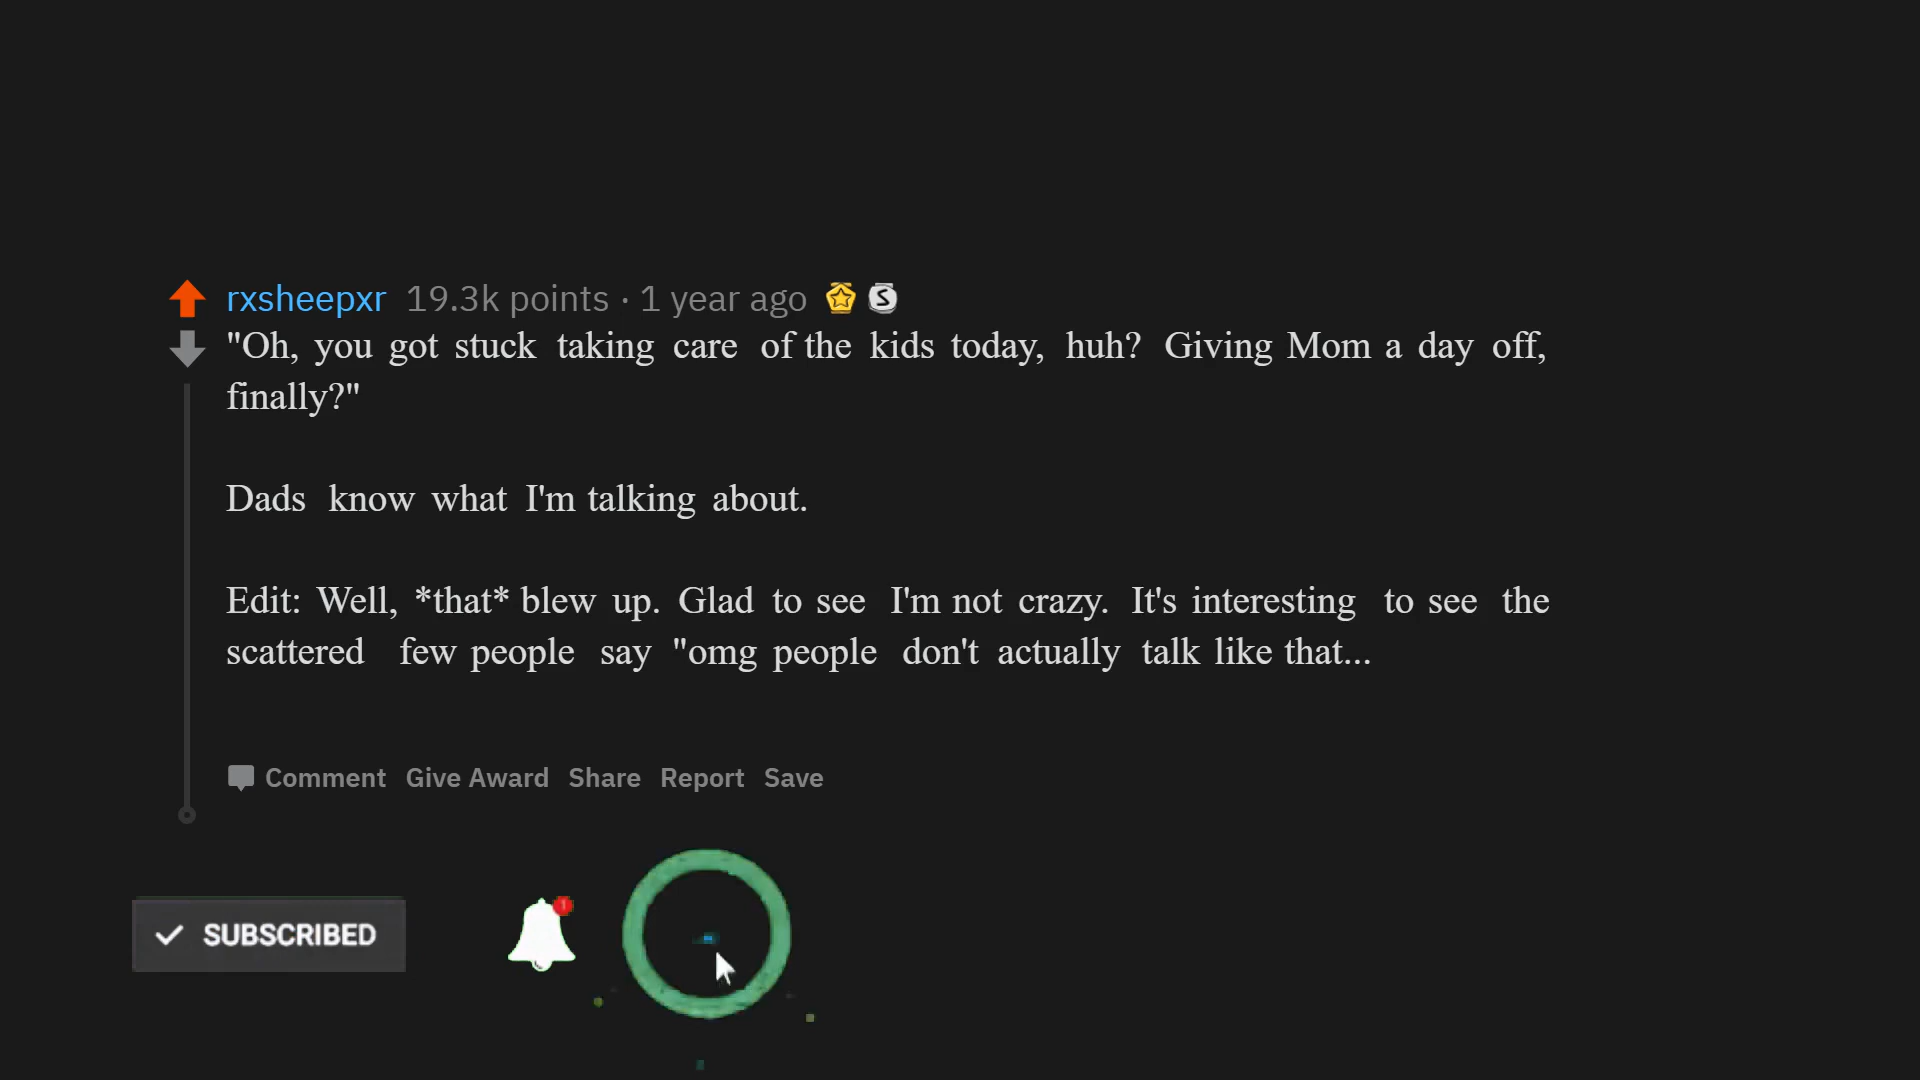 rxsheepxr 19.3k points · 1 year ago
"Oh, you got stuck taking care of the kids today, huh? Giving Mom a day off,
finally?"
Dads know what I'm talking about.
Edit: Well, *that* blew up. Glad to see I'm not crazy. It's interesting to see the
scattered few people say "omg people don't actually talk like that...
Comment Give Award Share Report Save
SUBSCRIBED
1